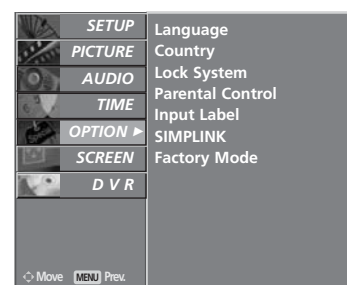 SETUP
PICTURE
AUDIO
TIME
OPTION
SCREEN
D V R
Move MENU Prev.
Language
Country
Lock System
Parental Control
Input Label
SIMPLINK
Factory Mode